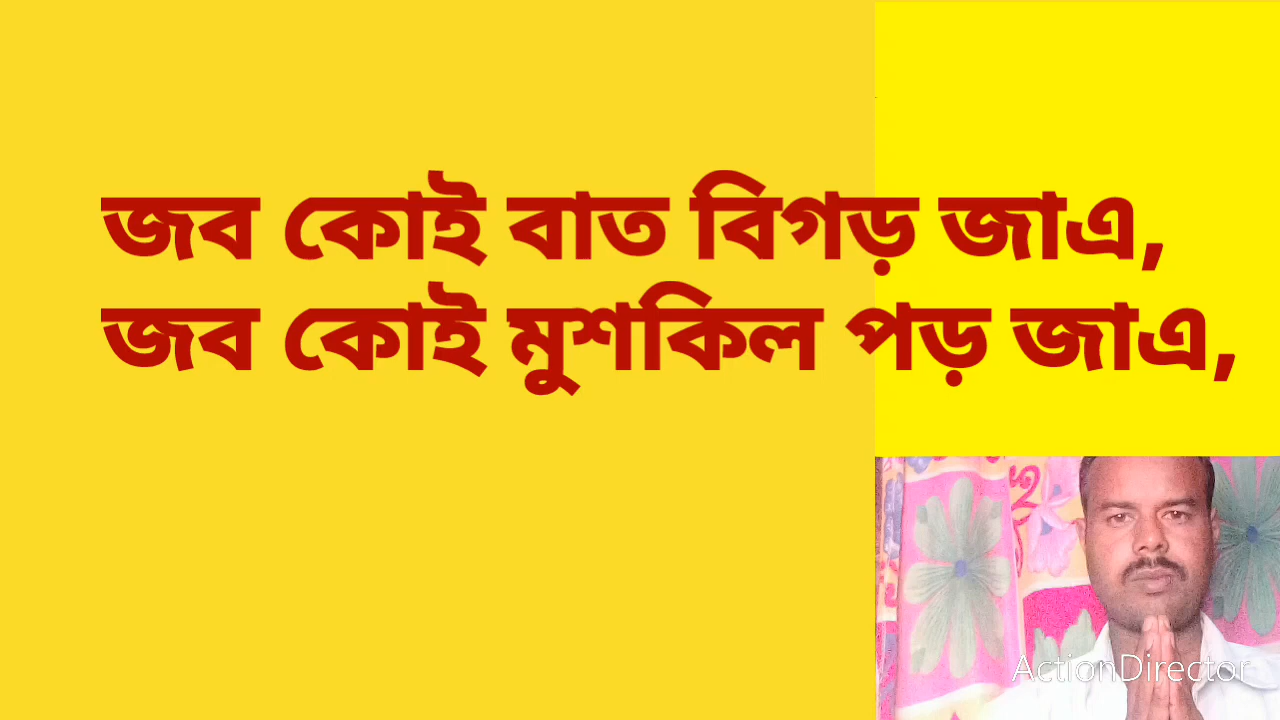 জব কোই বাত বিগড় জাএ,
জব কোই মুশকিল পড় জাএ,
ActionDirector